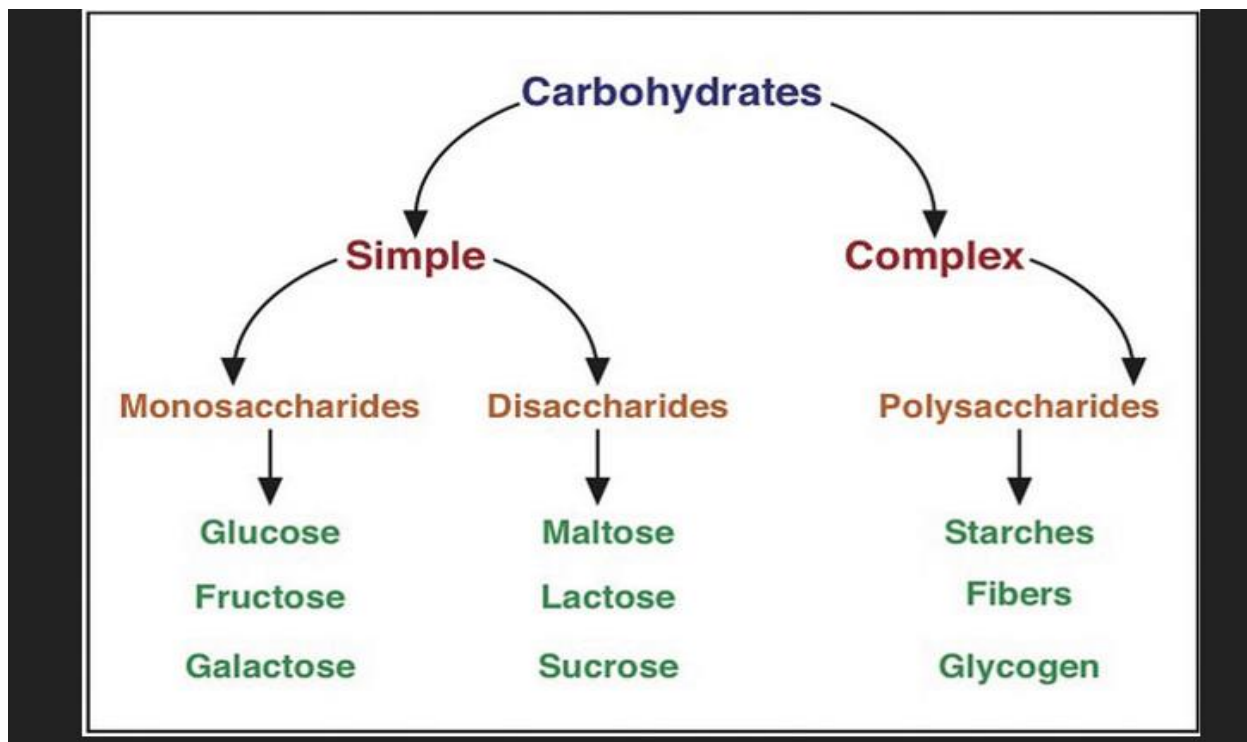 Carbohydrates
Simple
Complex
Monosaccharides
Disaccharides
Polysaccharides
Glucose
Maltose
Starches
Fructose
Lactose
Fibers
Galactose
Sucrose
Glycogen